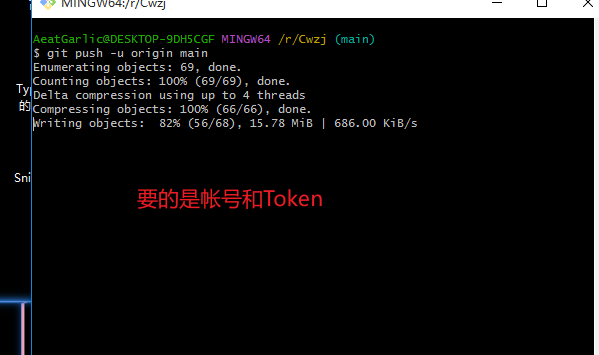 MINGW64:/r/Cwzj
AeatGarlic@DESKTOP-9DH5CGF MINGW64 /r/Cwzj (main)
$ git push -u origin main
Enumerating objects: 69, done.
Counting objects: 100% (69/69), done.
Delta compression using up to 4 threads
Compressing objects: 100% (66/66), done.
Writing objects:  82% (56/68), 15.78 MiB | 686.00 KiB/s
Typ
的
Sni
要的是帐号和Token